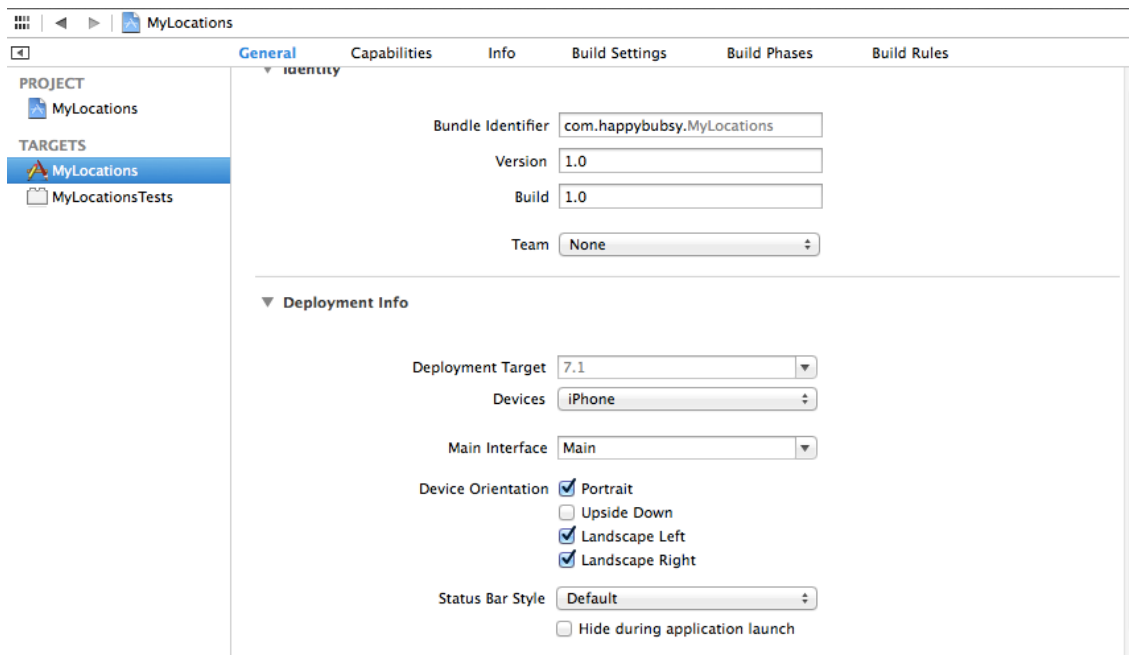 MyLocations
General Capabilities Info Build Settings Build Phases Build Rules
PROJECT
MyLocations
TARGETS
MyLocations
MyLocationsTests
Identity
Bundle Identifier com.happybubsy.MyLocations
Version 1.0
Build 1.0
Team None
Deployment Info
Deployment Target 7.1
Devices iPhone
Main Interface Main
Device Orientation Portrait
Upside Down
Landscape Left
Landscape Right
Status Bar Style Default
Hide during application launch